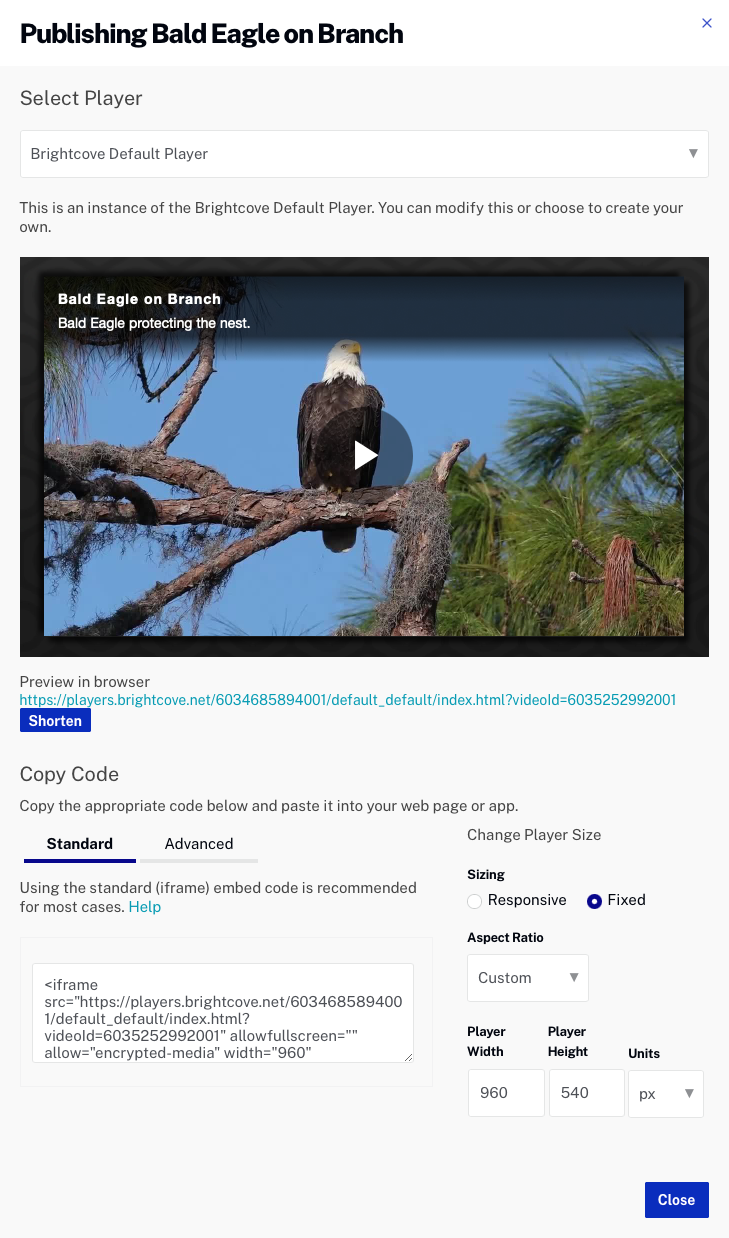 Publishing Bald Eagle on Branch
×
Select Player
Brightcove Default Player
This is an instance of the Brightcove Default Player. You can modify this or choose to create your
own.
Bald Eagle on Branch
Bald Eagle protecting the nest.
Preview in browser
https://players.brightcove.net/6034685894001/default_default/index.html?videoId=6035252992001
Shorten
Copy Code
Copy the appropriate code below and paste it into your web page or app.
Standard
Advanced
Using the standard (iframe) embed code is recommended
for most cases. Help
<iframe
src="https://players.brightcove.net/603468589400
1/default_default/index.html?
videoId=6035252992001" allowfullscreen=""
allow="encrypted-media" width="960"
Change Player Size
Sizing
Responsive
Fixed
Aspect Ratio
Custom
Player
Width
Player
Height
Units
960
540
px
Close